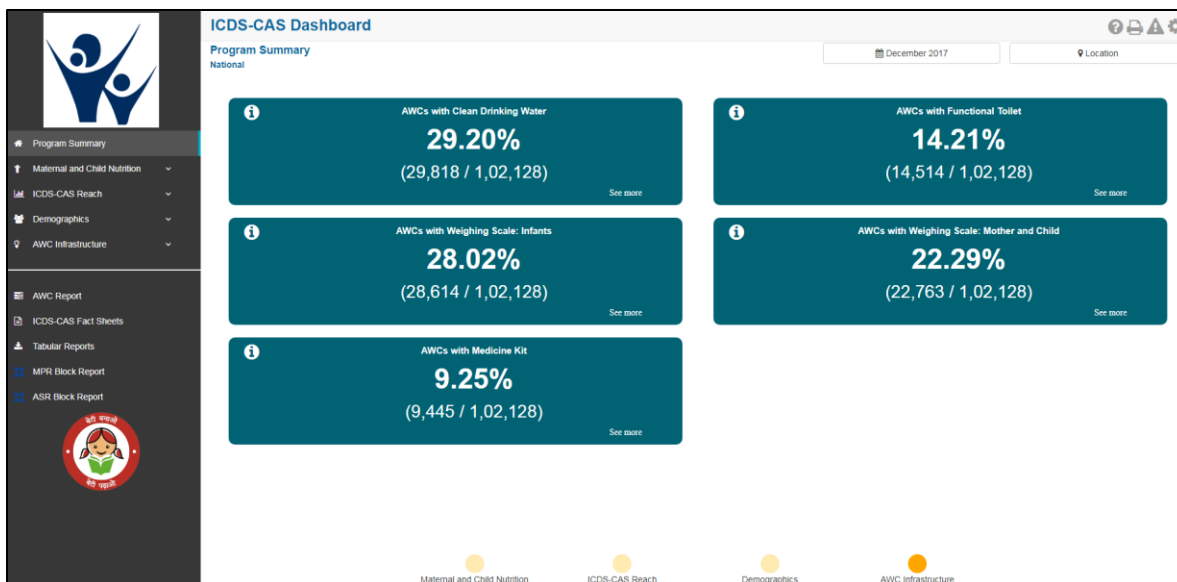 ICDS-CAS Dashboard
Program Summary
National
December 2017
Location
Program Summary
Maternal and Child Nutrition
ICDS-CAS Reach
Demographics
AWC Infrastructure
AWC Report
ICDS-CAS Fact Sheets
Tabular Reports
MPR Block Report
ASR Block Report
बेटी बचाओ
बेटी पढ़ाओ
AWCs with Clean Drinking Water
29.20%
(29,818 / 1,02,128)
See more
AWCs with Functional Toilet
14.21%
(14,514 / 1,02,128)
See more
AWCs with Weighing Scale: Infants
28.02%
(28,614 / 1,02,128)
See more
AWCs with Weighing Scale: Mother and Child
22.29%
(22,763 / 1,02,128)
See more
AWCs with Medicine Kit
9.25%
(9,445 / 1,02,128)
See more
Maternal and Child Nutrition
ICDS-CAS Reach
Demographics
AWC Infrastructure